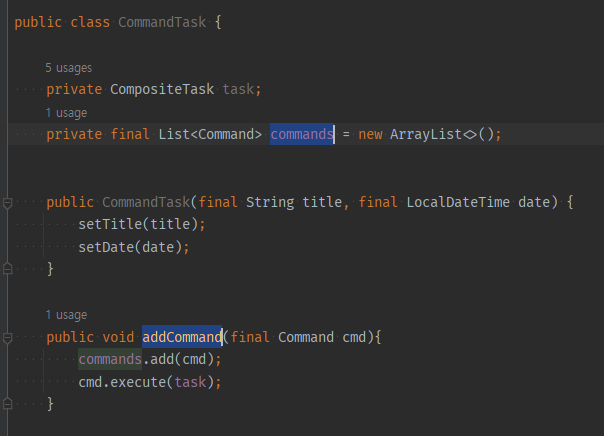 public class CommandTask {
5 usages
private CompositeTask task;
1 usage
private final List<Command> commands = new ArrayList<>();
public CommandTask(final String title, final LocalDateTime date) {
setTitle(title);
setDate(date);
}
1 usage
public void addCommand(final Command cmd){
commands.add(cmd);
cmd.execute(task);
}